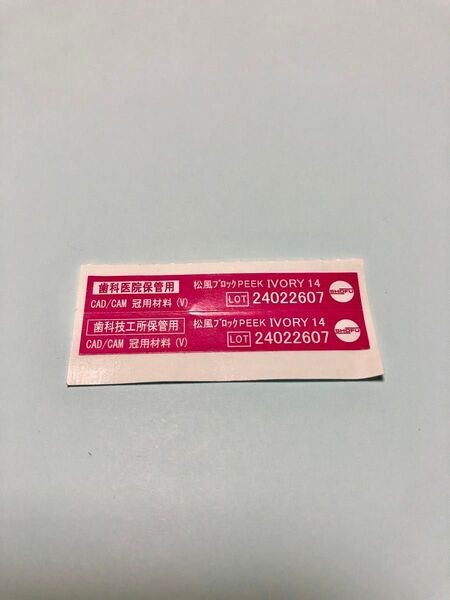 歯科医院保管用 松風ブロックPEEK IVORY 14
CAD/CAM 冠用材料(V) LOT 24022607 SHOFU
歯科技工所保管用 松風ブロックPEEK IVORY 14
CAD/CAM 冠用材料(V) LOT 24022607 SHOFU